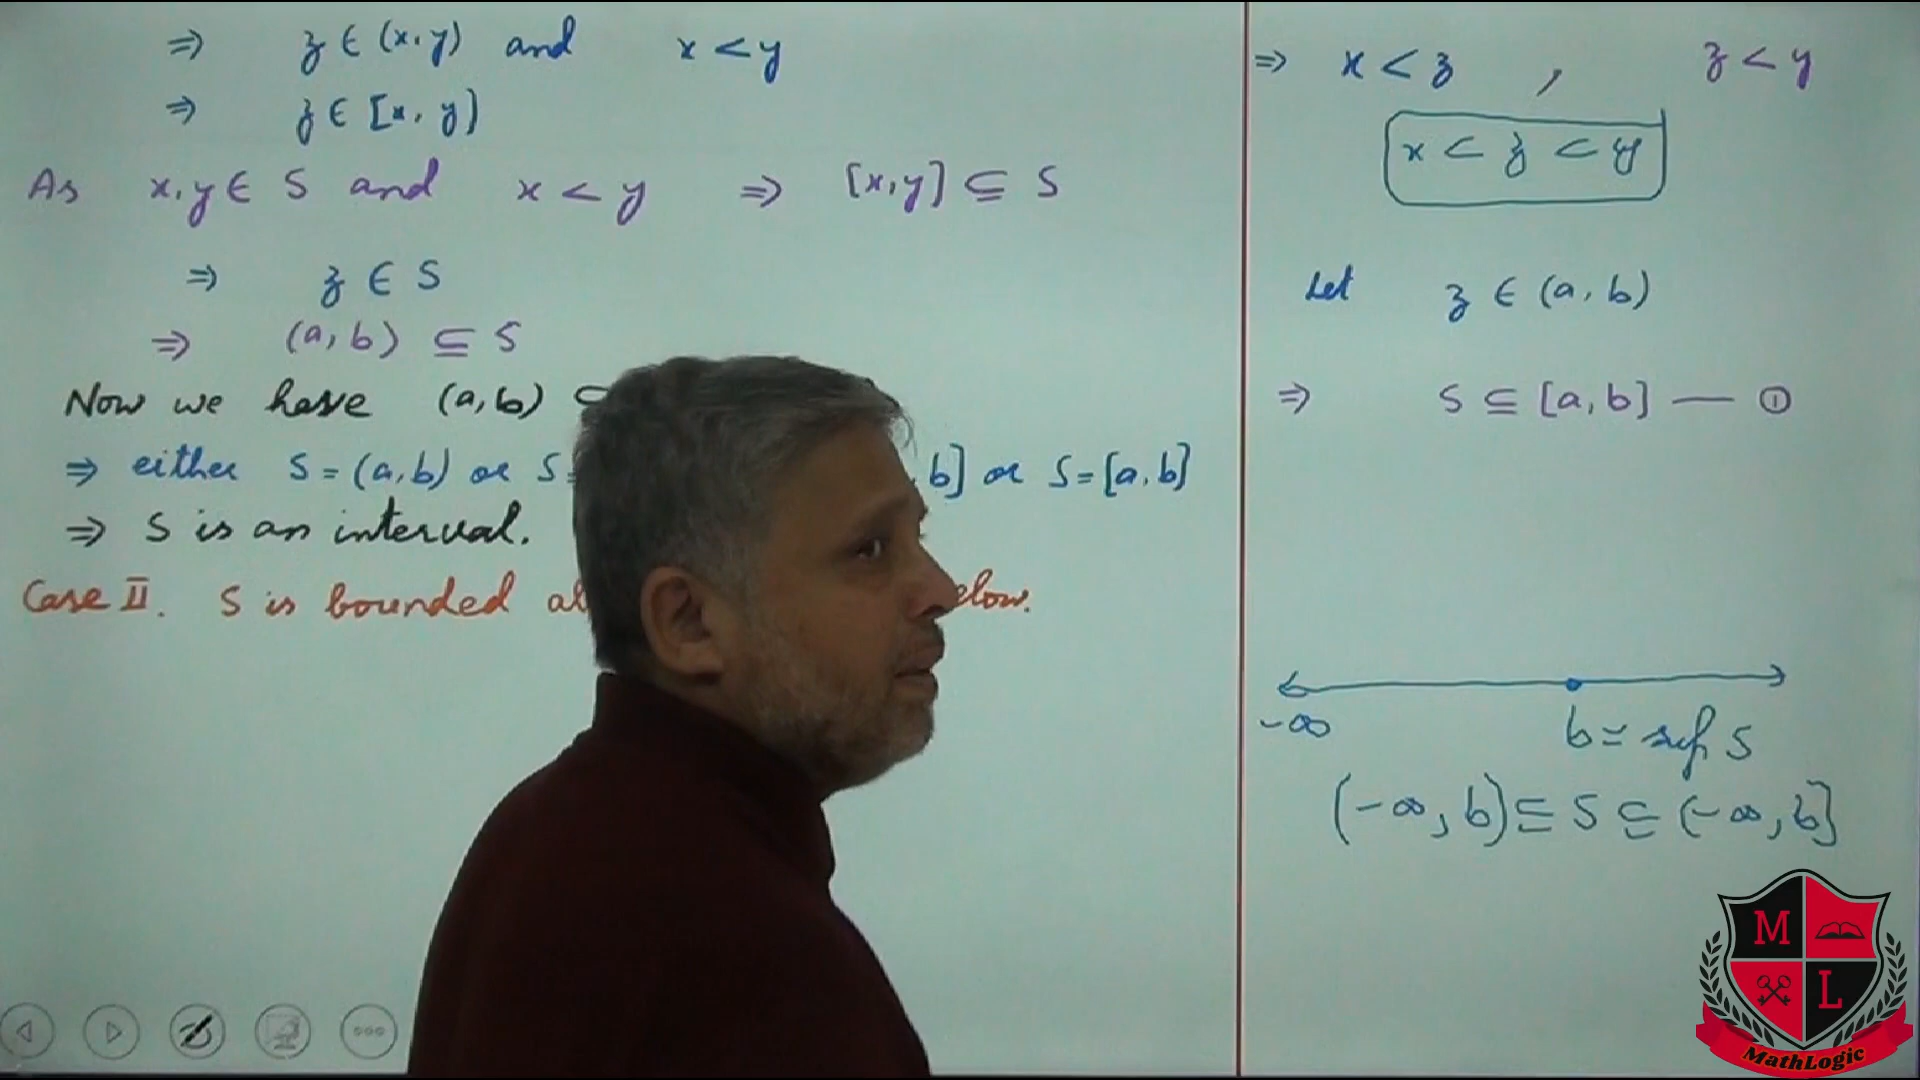 ⇒ z ∈ (x, y) and x < y
⇒ z ∈ [x, y]
As x, y ∈ S and x < y ⇒ [x, y] ⊆ S
⇒ z ∈ S
⇒ (a, b) ⊆ S
Now we have (a, b)
⇒ either S = (a, b) or S = b] or S = [a, b]
⇒ S is an interval.
Case II. S is bounded
⇒ x < z , z < y
x < z < y
Let z ∈ (a, b)
⇒ S ⊆ [a, b] — ①
-∞ b = sup S
(-∞, b) ⊆ S ⊆ (-∞, b]
M
L
MathLogic